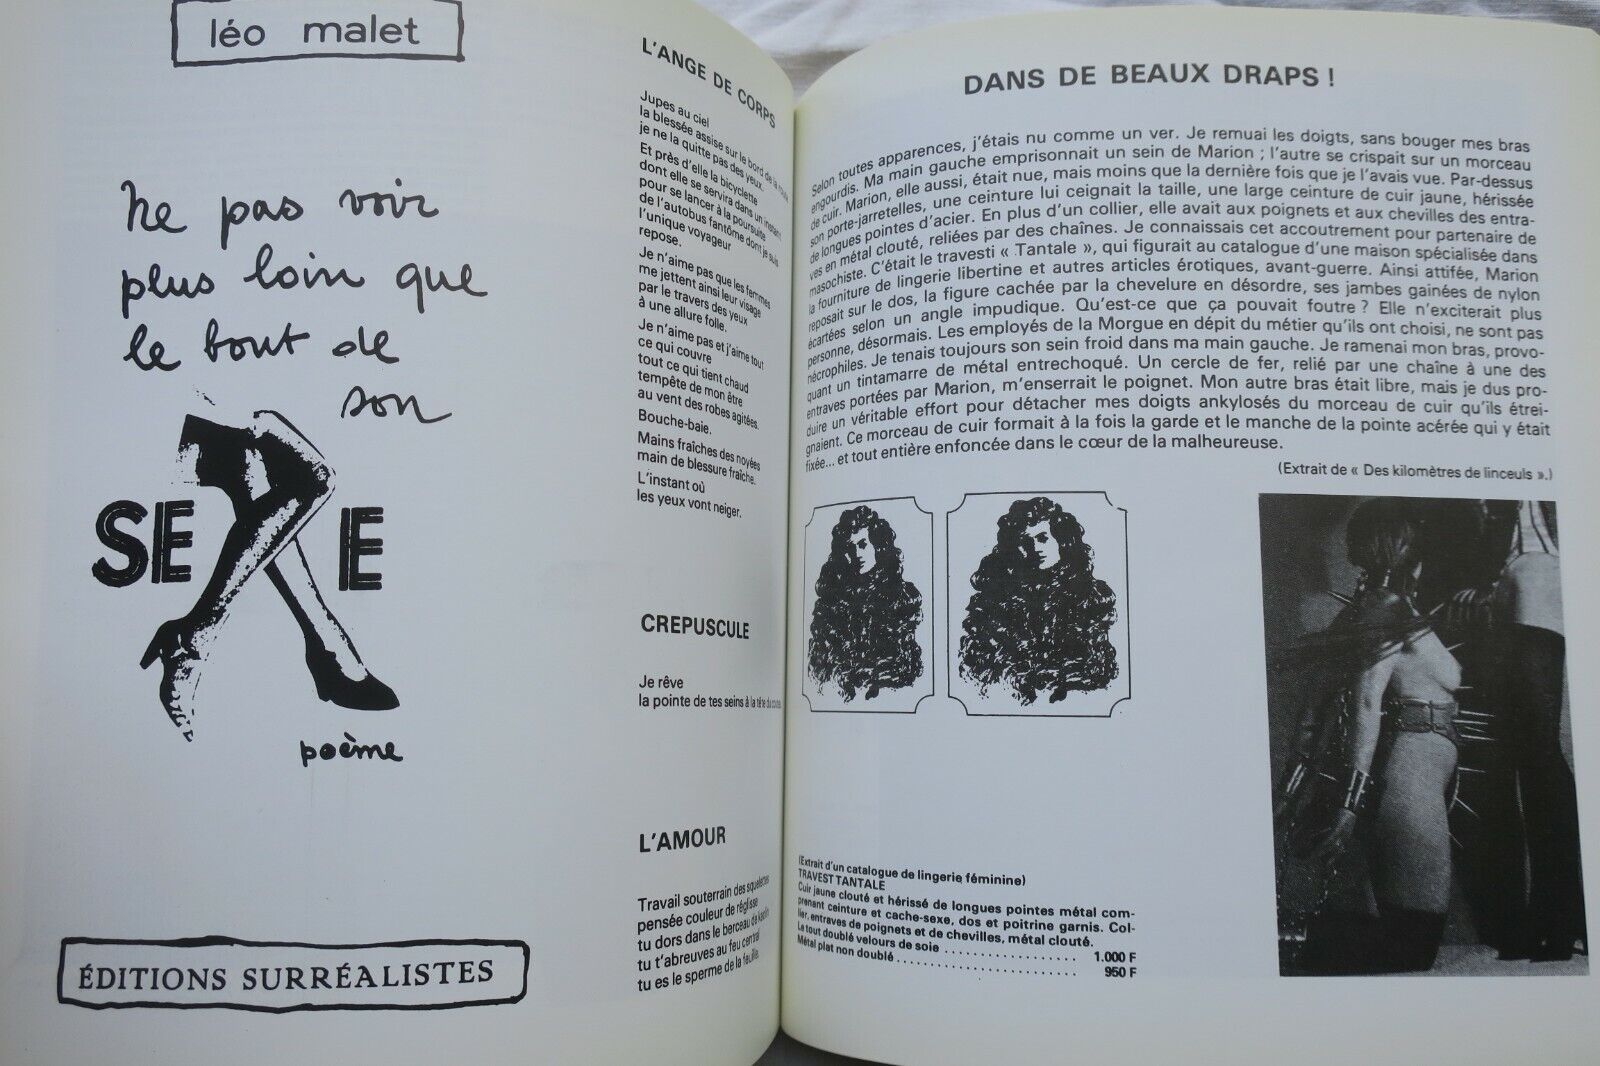 léo malet
Ne pas voir
plus loin que
le bout de
son
SEXE
poème
ÉDITIONS SURRÉALISTES
L'ANGE DE CORPS
Jupes au ciel
la blessée assise sur le bord de la route
je ne la quitte pas des yeux.
Et près d'elle la bicyclette
dont elle se servira dans un instant
pour se lancer à la poursuite
de l'autobus fantôme dont je suis
l'unique voyageur
repose.
Je n'aime pas que les femmes
me jettent ainsi leur visage
par le travers des yeux
à une allure folle.
Je n'aime pas et j'aime tout
ce qui couvre
tout ce qui tient chaud
tempête de mon être
au vent des robes agitées.
Bouche-baie.
Mains fraîches des noyées
main de blessure fraîche.
L'instant où
les yeux vont neiger.
CREPUSCULE
Je rêve
la pointe de tes seins à la tête du
L'AMOUR
Travail souterrain des squelettes
pensée couleur de réglisse
tu dors dans le berceau de
tu t'abreuves au feu central
tu es le sperme de la feuille.
DANS DE BEAUX DRAPS !
Selon toutes apparences, j'étais nu comme un ver. Je remuai les doigts, sans bouger mes bras
engourdis. Ma main gauche emprisonnait un sein de Marion ; l'autre se crispait sur un morceau
de cuir. Marion, elle aussi, était nue, mais moins que la dernière fois que je l'avais vue. Par-dessus
son porte-jarretelles, une ceinture lui ceignait la taille, une large ceinture de cuir jaune, hérissée
de longues pointes d'acier. En plus d'un collier, elle avait aux poignets et aux chevilles des entra-
ves en métal clouté, reliées par des chaînes. Je connaissais cet accoutrement pour partenaire de
masochiste. C'était le travesti « Tantale », qui figurait au catalogue d'une maison spécialisée dans
la fourniture de lingerie libertine et autres articles érotiques, avant-guerre. Ainsi attifée, Marion
reposait sur le dos, la figure cachée par la chevelure en désordre, ses jambes gainées de nylon
écartées selon un angle impudique. Qu'est-ce que ça pouvait foutre ? Elle n'exciterait plus
personne, désormais. Les employés de la Morgue en dépit du métier qu'ils ont choisi, ne sont pas
nécrophiles. Je tenais toujours son sein froid dans ma main gauche. Je ramenai mon bras, provo-
quant un tintamarre de métal entrechoqué. Un cercle de fer, relié par une chaîne à une des
entraves portées par Marion, m'enserrait le poignet. Mon autre bras était libre, mais je dus pro-
duire un véritable effort pour détacher mes doigts ankylosés du morceau de cuir qu'ils étrei-
gnaient. Ce morceau de cuir formait à la fois la garde et le manche de la pointe acérée qui y était
fixée... et tout entière enfoncée dans le cœur de la malheureuse.
(Extrait de « Des kilomètres de linceuls ».)
(Extrait d'un catalogue de lingerie féminine)
TRAVEST TANTALE
Cuir jaune clouté et hérissé de longues pointes métal com-
prenant ceinture et cache-sexe, dos et poitrine garnis. Col-
lier, entraves de poignets et de chevilles, métal clouté.
Le tout doublé velours de soie .................. 1.000 F
Métal plat non doublé .................. 950 F